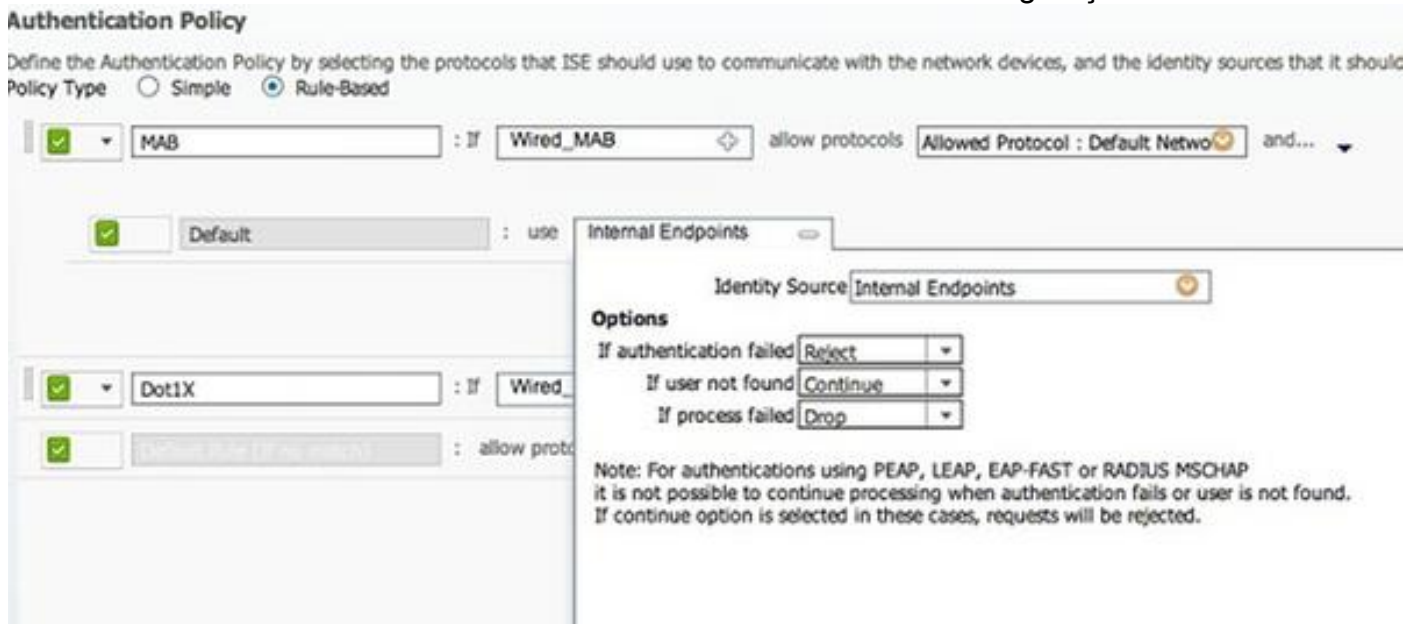 Authentication Policy
Define the Authentication Policy by selecting the protocols that ISE should use to communicate with the network devices, and the identity sources that it should
Policy Type Simple Rule-Based
MAB : If Wired_MAB allow protocols Allowed Protocol : Default Netwo and...
Default : use Internal Endpoints
Identity Source Internal Endpoints
Options
If authentication failed Reject
If user not found Continue
If process failed Drop
Dot1X : If Wired_
: allow proto
Note: For authentications using PEAP, LEAP, EAP-FAST or RADIUS MSCHAP
it is not possible to continue processing when authentication fails or user is not found.
If continue option is selected in these cases, requests will be rejected.